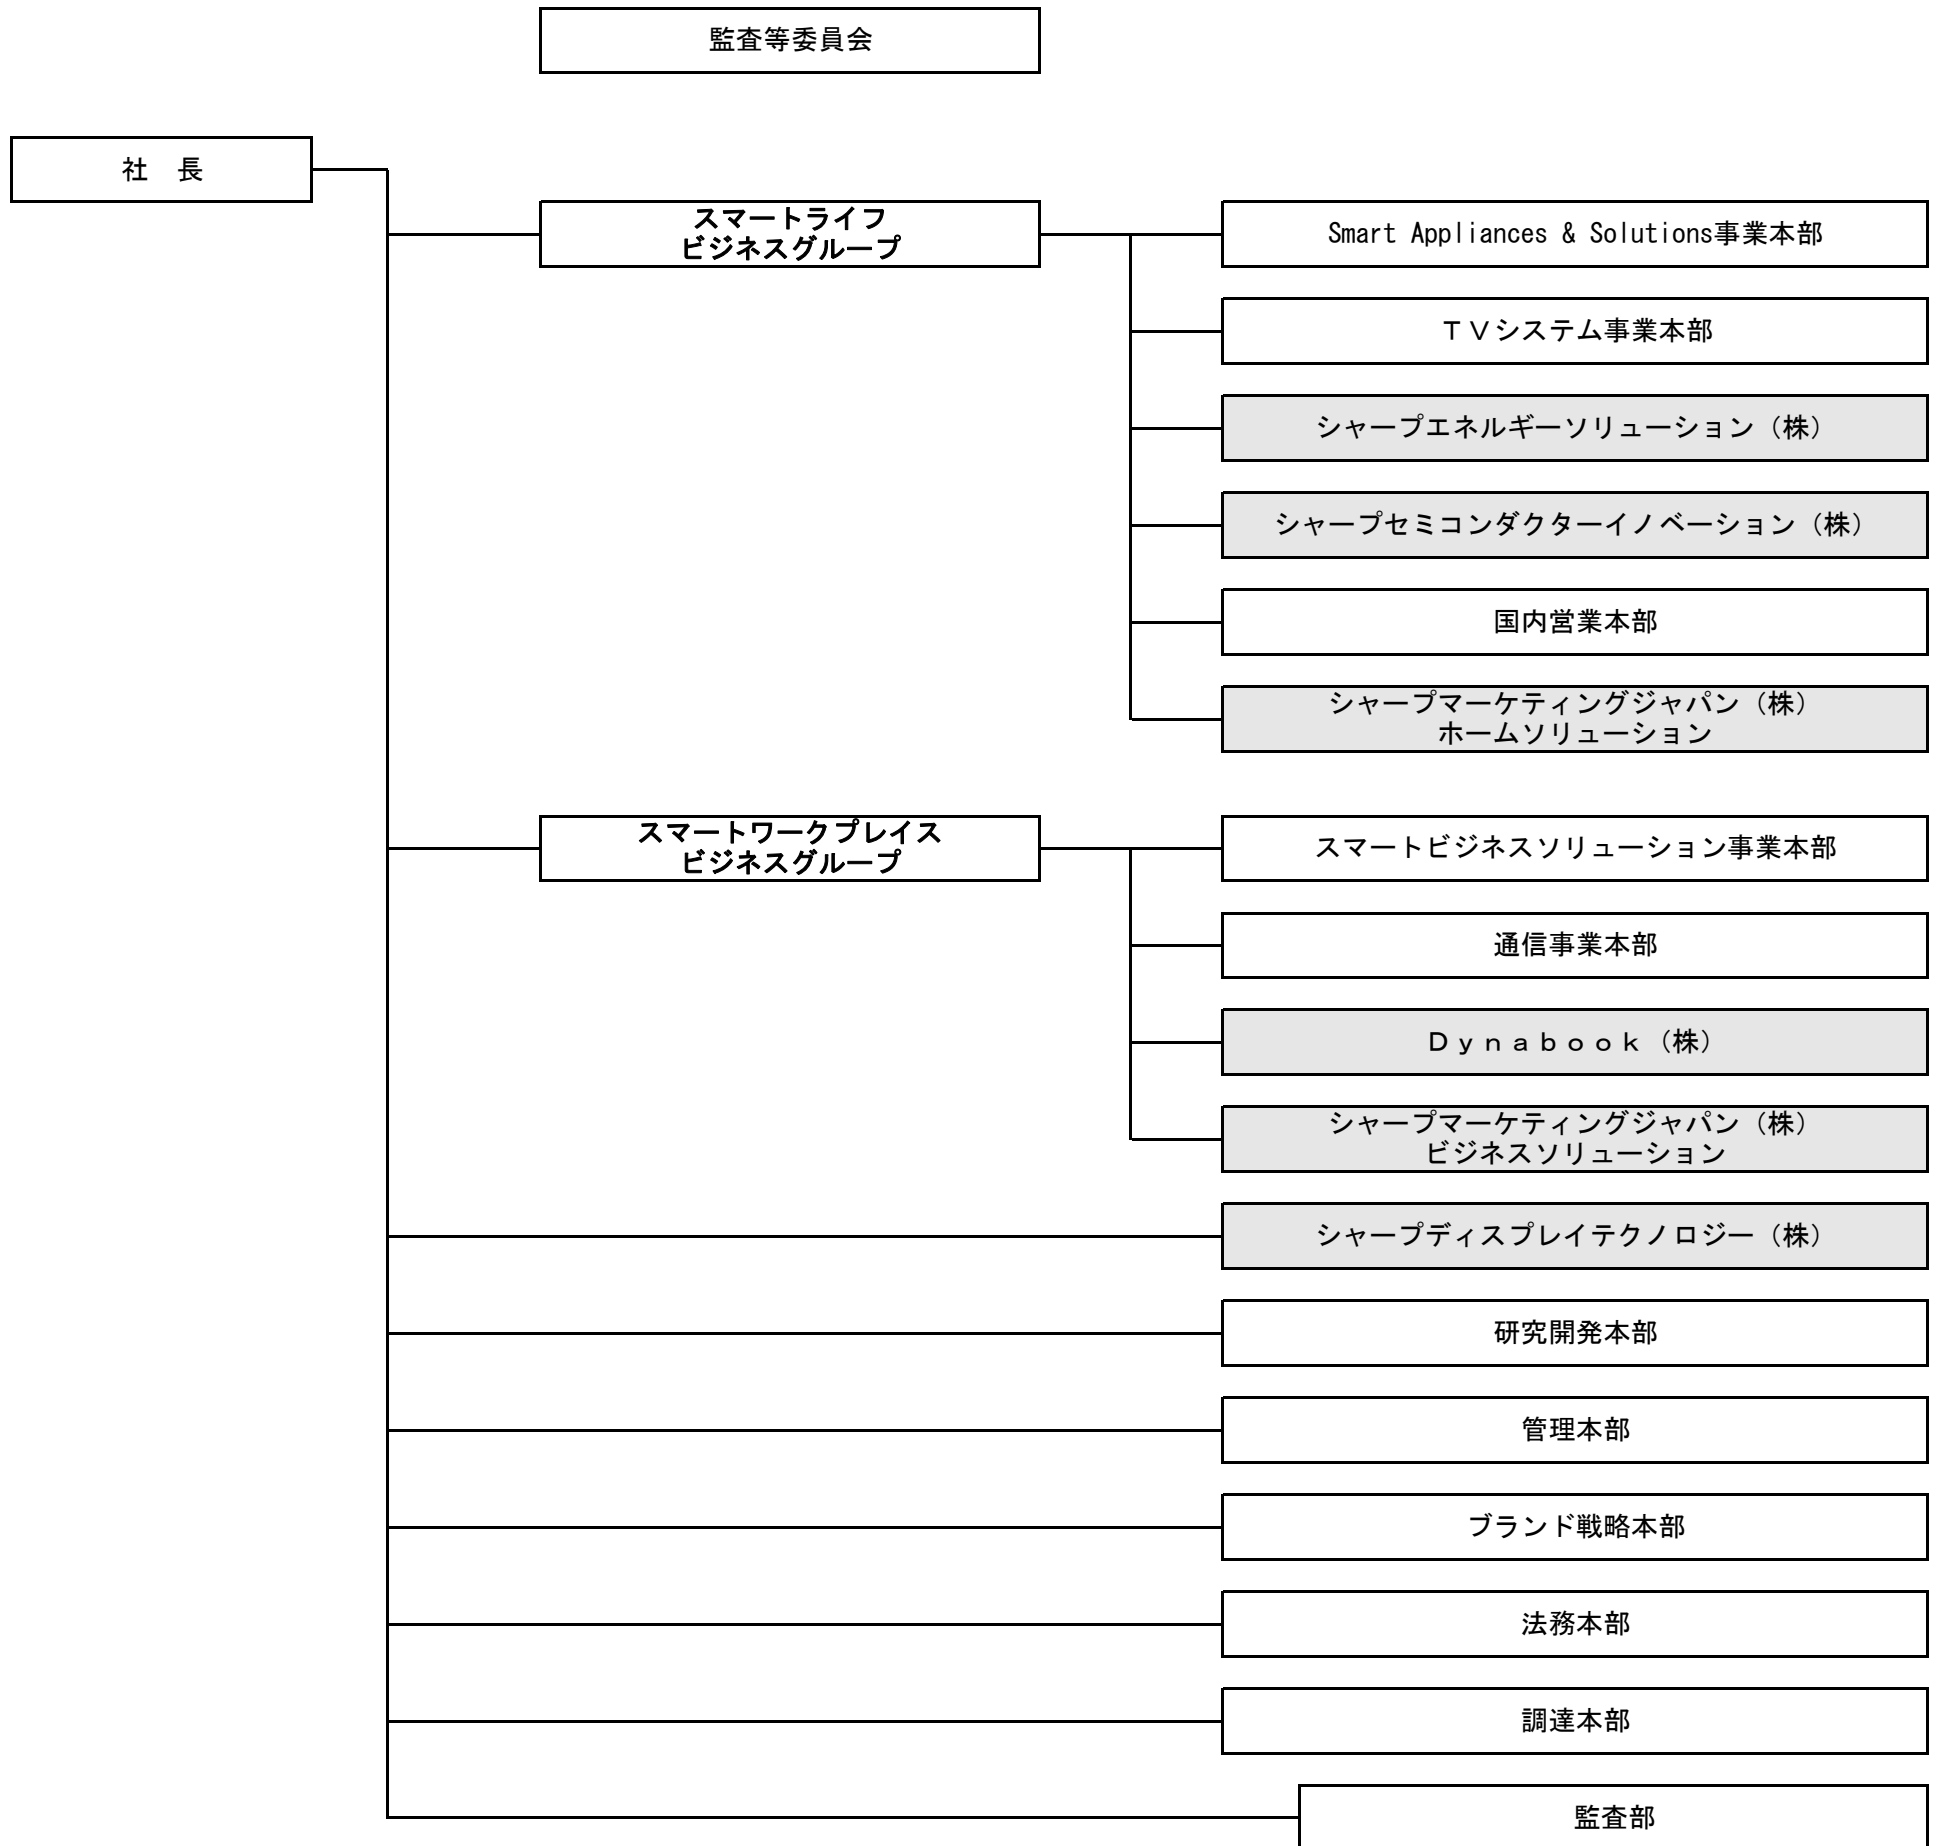 監査等委員会
社　長
スマートライフ
ビジネスグループ
Smart Appliances & Solutions事業本部
ＴＶシステム事業本部
シャープエネルギーソリューション（株）
シャープセミコンダクターイノベーション（株）
国内営業本部
シャープマーケティングジャパン（株）
ホームソリューション
スマートワークプレイス
ビジネスグループ
スマートビジネスソリューション事業本部
通信事業本部
Ｄｙｎａｂｏｏｋ（株）
シャープマーケティングジャパン（株）
ビジネスソリューション
シャープディスプレイテクノロジー（株）
研究開発本部
管理本部
ブランド戦略本部
法務本部
調達本部
監査部